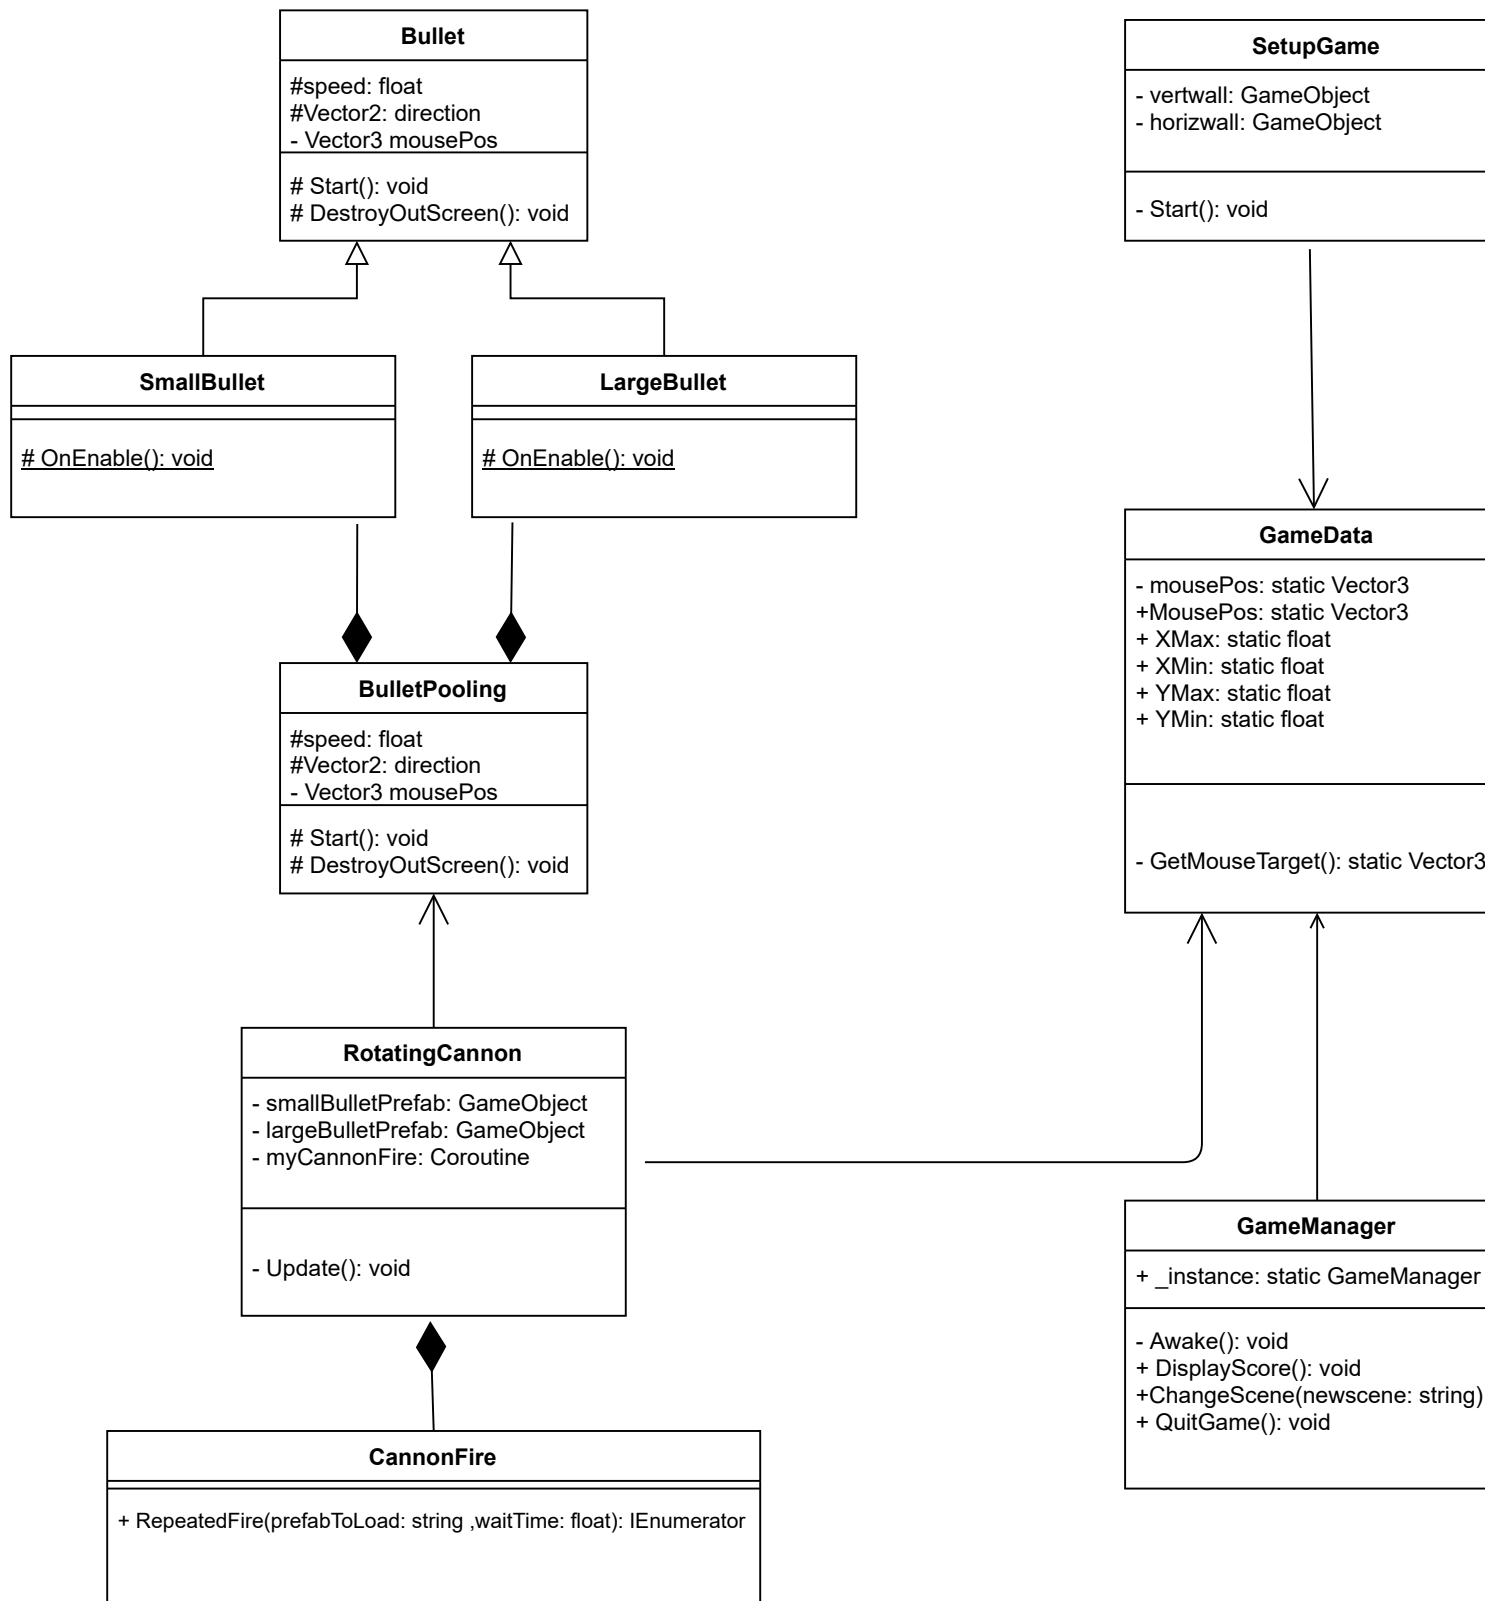 Bullet
#speed: float
#Vector2: direction
- Vector3 mousePos
# Start(): void
# DestroyOutScreen(): void
SetupGame
- vertwall: GameObject
- horizwall: GameObject
- Start(): void
SmallBullet
# OnEnable(): void
LargeBullet
# OnEnable(): void
GameData
- mousePos: static Vector3
+MousePos: static Vector3
+ XMax: static float
+ XMin: static float
+ YMax: static float
+ YMin: static float
- GetMouseTarget(): static Vector3
BulletPooling
#speed: float
#Vector2: direction
- Vector3 mousePos
# Start(): void
# DestroyOutScreen(): void
RotatingCannon
- smallBulletPrefab: GameObject
- largeBulletPrefab: GameObject
- myCannonFire: Coroutine
- Update(): void
GameManager
+ _instance: static GameManager
- Awake(): void
+ DisplayScore(): void
+ChangeScene(newscene: string)
+ QuitGame(): void
CannonFire
+ RepeatedFire(prefabToLoad: string ,waitTime: float): IEnumerator